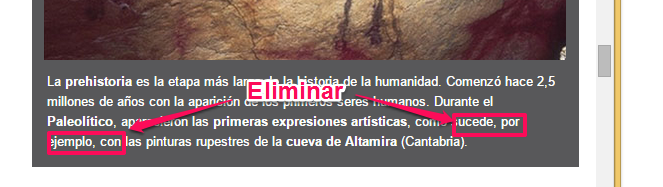 La prehistoria es la etapa más larga de la historia de la humanidad. Comenzó hace 2,5
Eliminar
millones de años con la aparición de los primeros seres humanos. Durante el
Paleolítico, aparecieron las primeras expresiones artísticas, como sucede, por
ejemplo, con las pinturas rupestres de la cueva de Altamira (Cantabria).